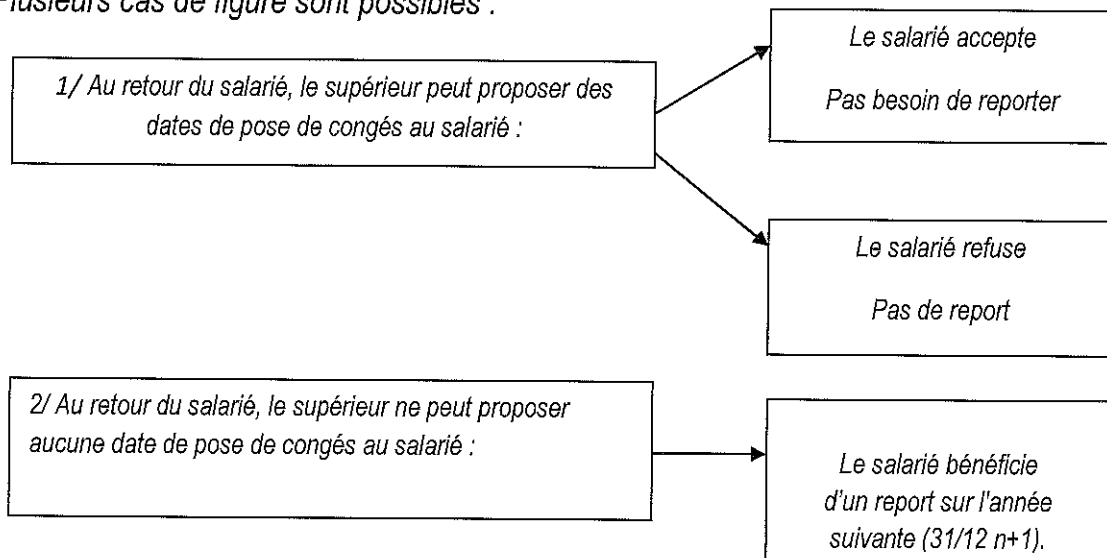 Plusieurs cas de figure sont possibles :
1/ Au retour du salarié, le supérieur peut proposer des
dates de pose de congés au salarié :
Le salarié accepte
Pas besoin de reporter
Le salarié refuse
Pas de report
2/ Au retour du salarié, le supérieur ne peut proposer
aucune date de pose de congés au salarié :
Le salarié bénéficie
d'un report sur l'année
suivante (31/12 n+1).